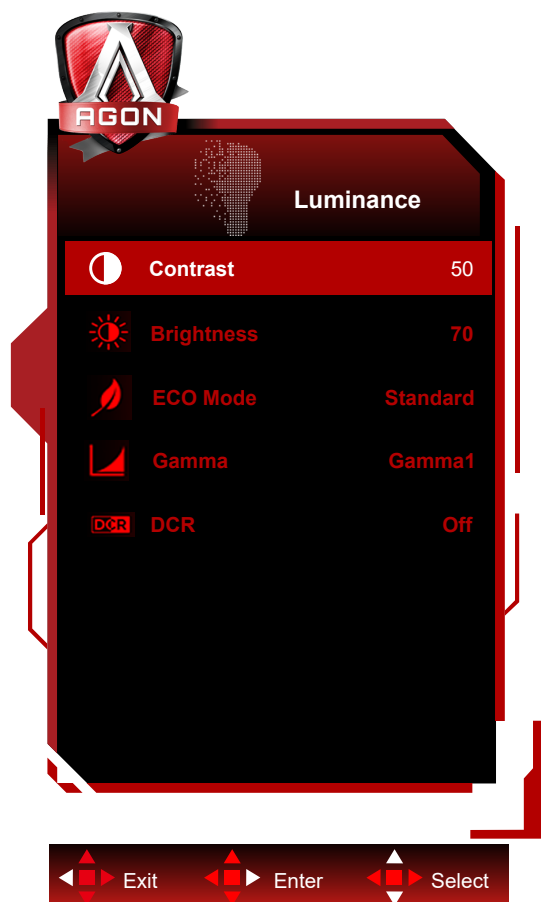 AGON
Luminance
Contrast 50
Brightness 70
ECO Mode Standard
Gamma Gamma1
DCR DCR Off
Exit Enter Select